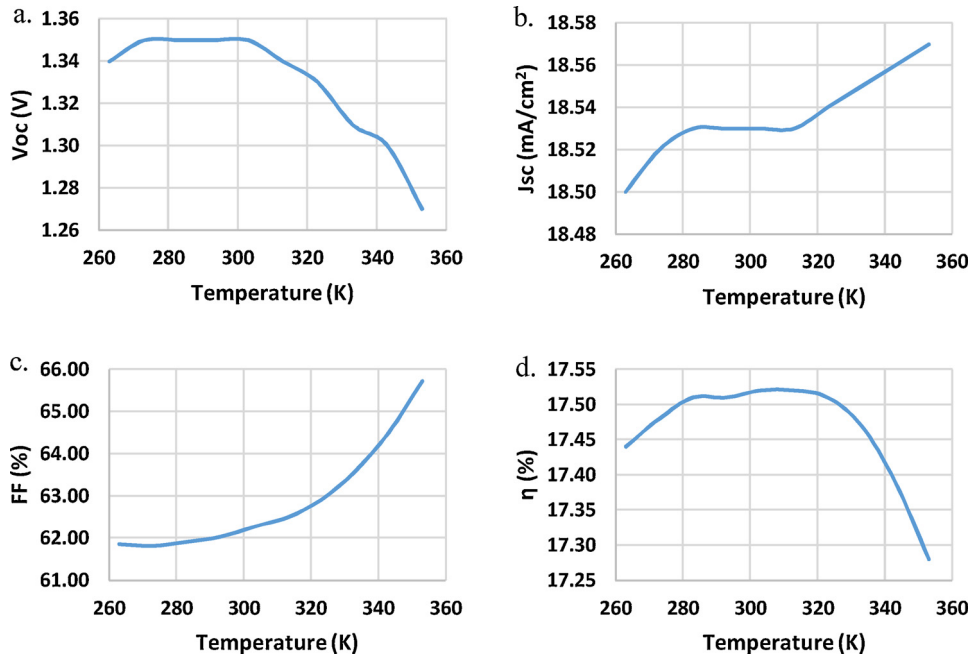 a.
Voc (V)
1.36
1.34
1.32
1.30
1.28
1.26
260 280 300 320 340 360
Temperature (K)
b.
Jsc (mA/cm²)
18.58
18.56
18.54
18.52
18.50
18.48
260 280 300 320 340 360
Temperature (K)
c.
FF (%)
66.00
65.00
64.00
63.00
62.00
61.00
260 280 300 320 340 360
Temperature (K)
d.
η (%)
17.55
17.50
17.45
17.40
17.35
17.30
17.25
260 280 300 320 340 360
Temperature (K)